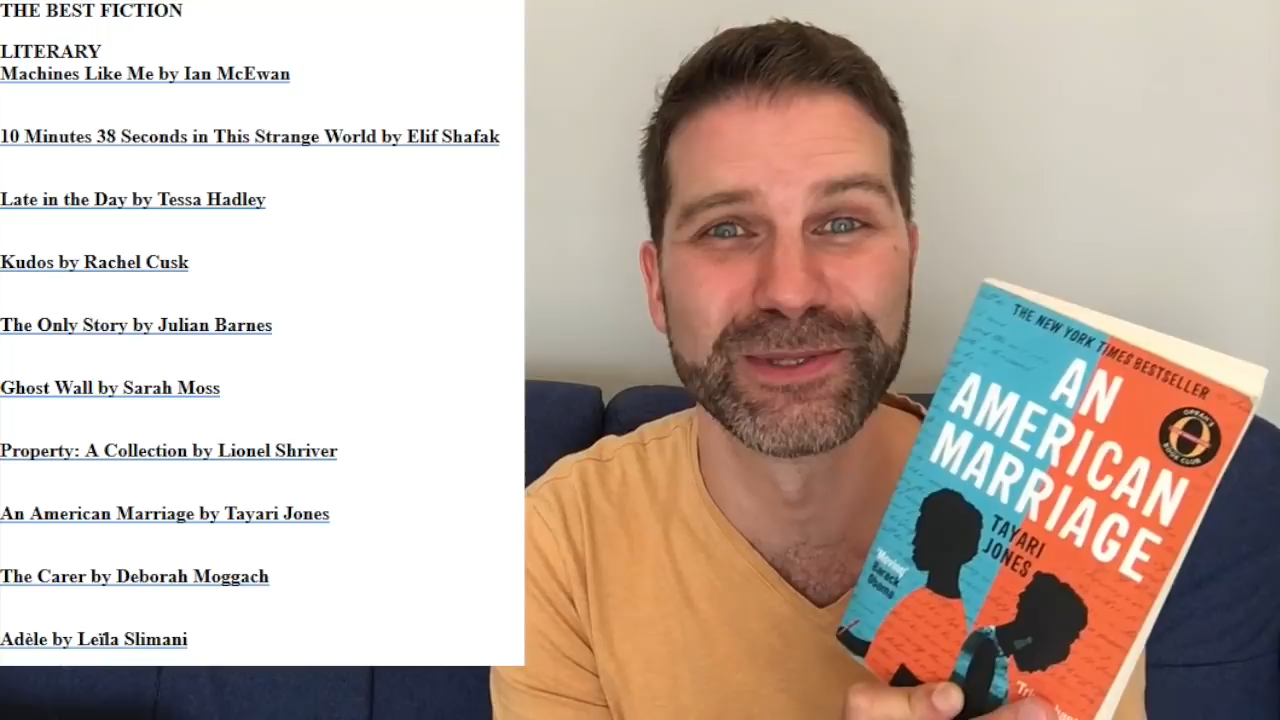 THE BEST FICTION
LITERARY
Machines Like Me by Ian McEwan
10 Minutes 38 Seconds in This Strange World by Elif Shafak
Late in the Day by Tessa Hadley
Kudos by Rachel Cusk
The Only Story by Julian Barnes
Ghost Wall by Sarah Moss
Property: A Collection by Lionel Shriver
An American Marriage by Tayari Jones
The Carer by Deborah Moggach
Adèle by Leïla Slimani
THE NEW YORK TIMES BESTSELLER
AN
AMERICAN
MARRIAGE
OPRAH'S
O
BOOK CLUB
TAYARI
JONES
'Moving'
Barack
Obama